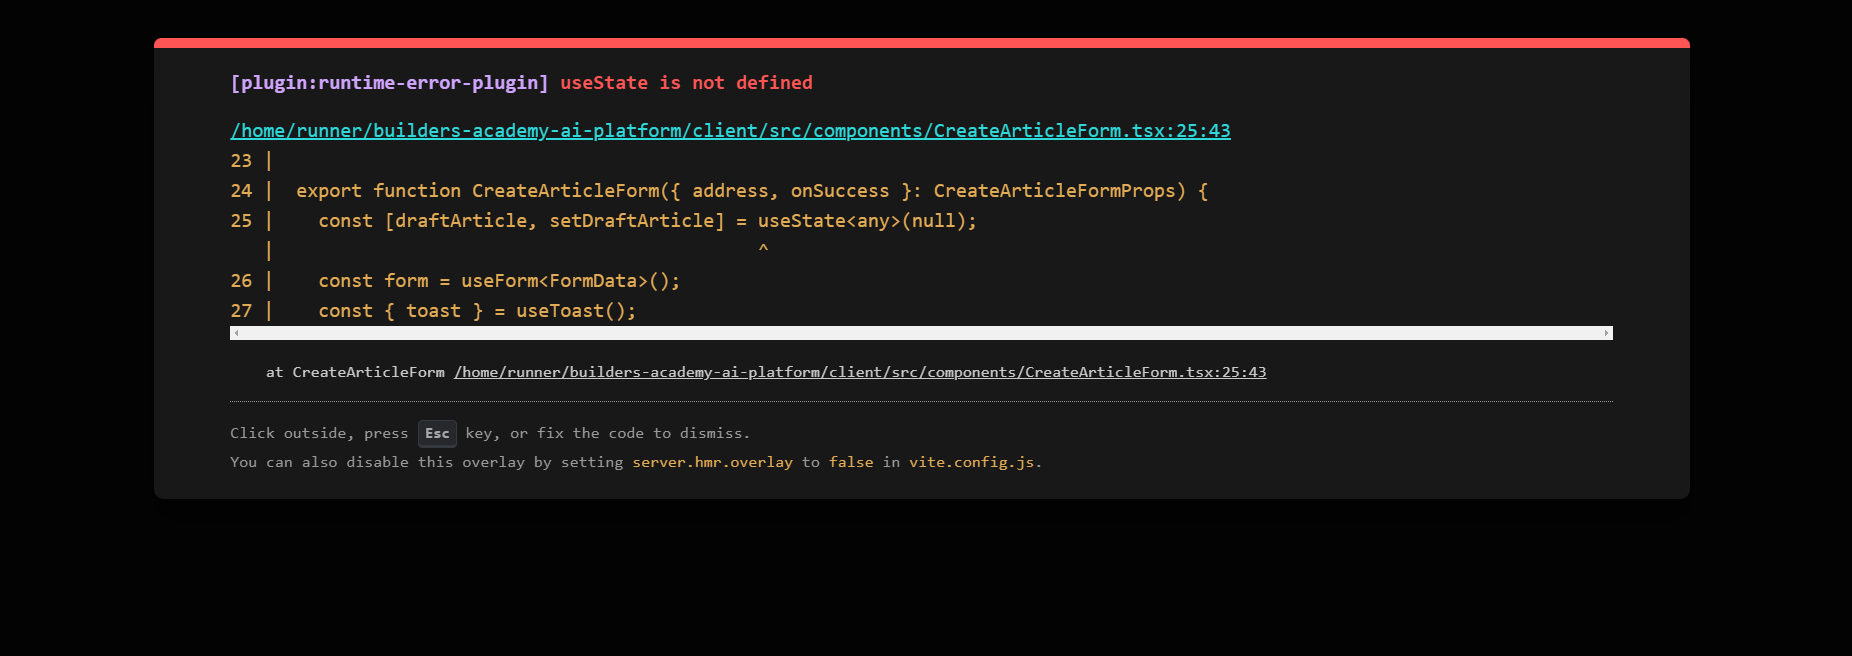 [plugin:runtime-error-plugin] useState is not defined
/home/runner/builders-academy-ai-platform/client/src/components/CreateArticleForm.tsx:25:43
23 |
24 |  export function CreateArticleForm({ address, onSuccess }: CreateArticleFormProps) {
25 |    const [draftArticle, setDraftArticle] = useState<any>(null);
   |                                            ^
26 |    const form = useForm<FormData>();
27 |    const { toast } = useToast();
at CreateArticleForm /home/runner/builders-academy-ai-platform/client/src/components/CreateArticleForm.tsx:25:43
Click outside, press Esc key, or fix the code to dismiss.
You can also disable this overlay by setting server.hmr.overlay to false in vite.config.js.